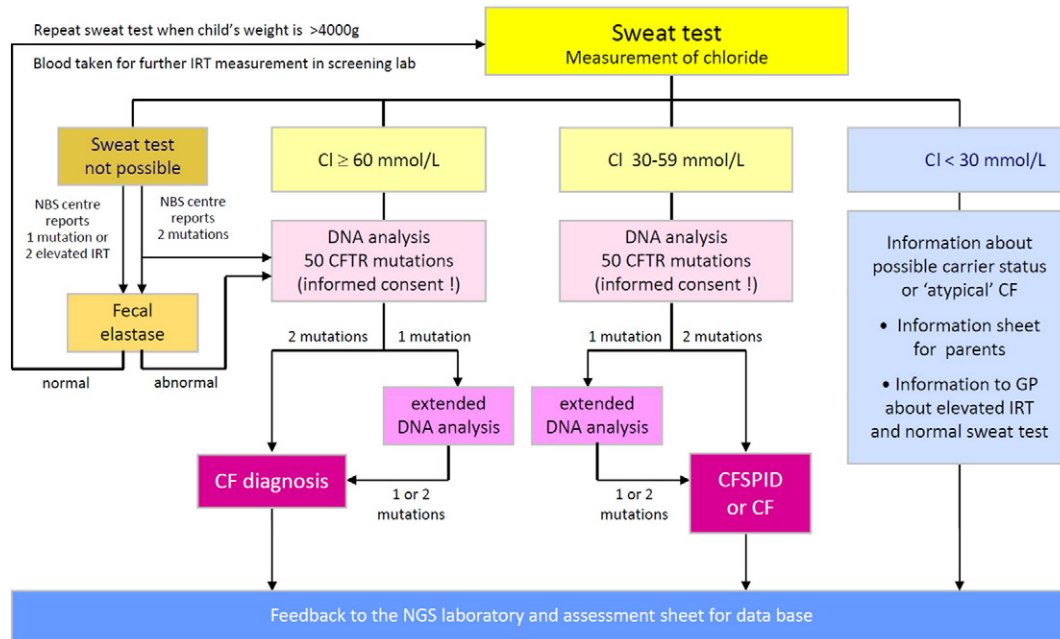 Repeat sweat test when child's weight is >4000g
Blood taken for further IRT measurement in screening lab
Sweat test
Measurement of chloride
Sweat test
not possible
Cl ≥ 60 mmol/L
Cl 30-59 mmol/L
Cl < 30 mmol/L
NBS centre
reports
1 mutation or
2 elevated IRT
NBS centre
reports
2 mutations
DNA analysis
50 CFTR mutations
(informed consent !)
DNA analysis
50 CFTR mutations
(informed consent !)
Information about
possible carrier status
or 'atypical' CF
• Information sheet
for parents
• Information to GP
about elevated IRT
and normal sweat test
Fecal
elastase
normal
abnormal
2 mutations
1 mutation
1 mutation
2 mutations
extended
DNA analysis
extended
DNA analysis
CF diagnosis
1 or 2
mutations
1 or 2
mutations
CFSPID
or CF
Feedback to the NGS laboratory and assessment sheet for data base